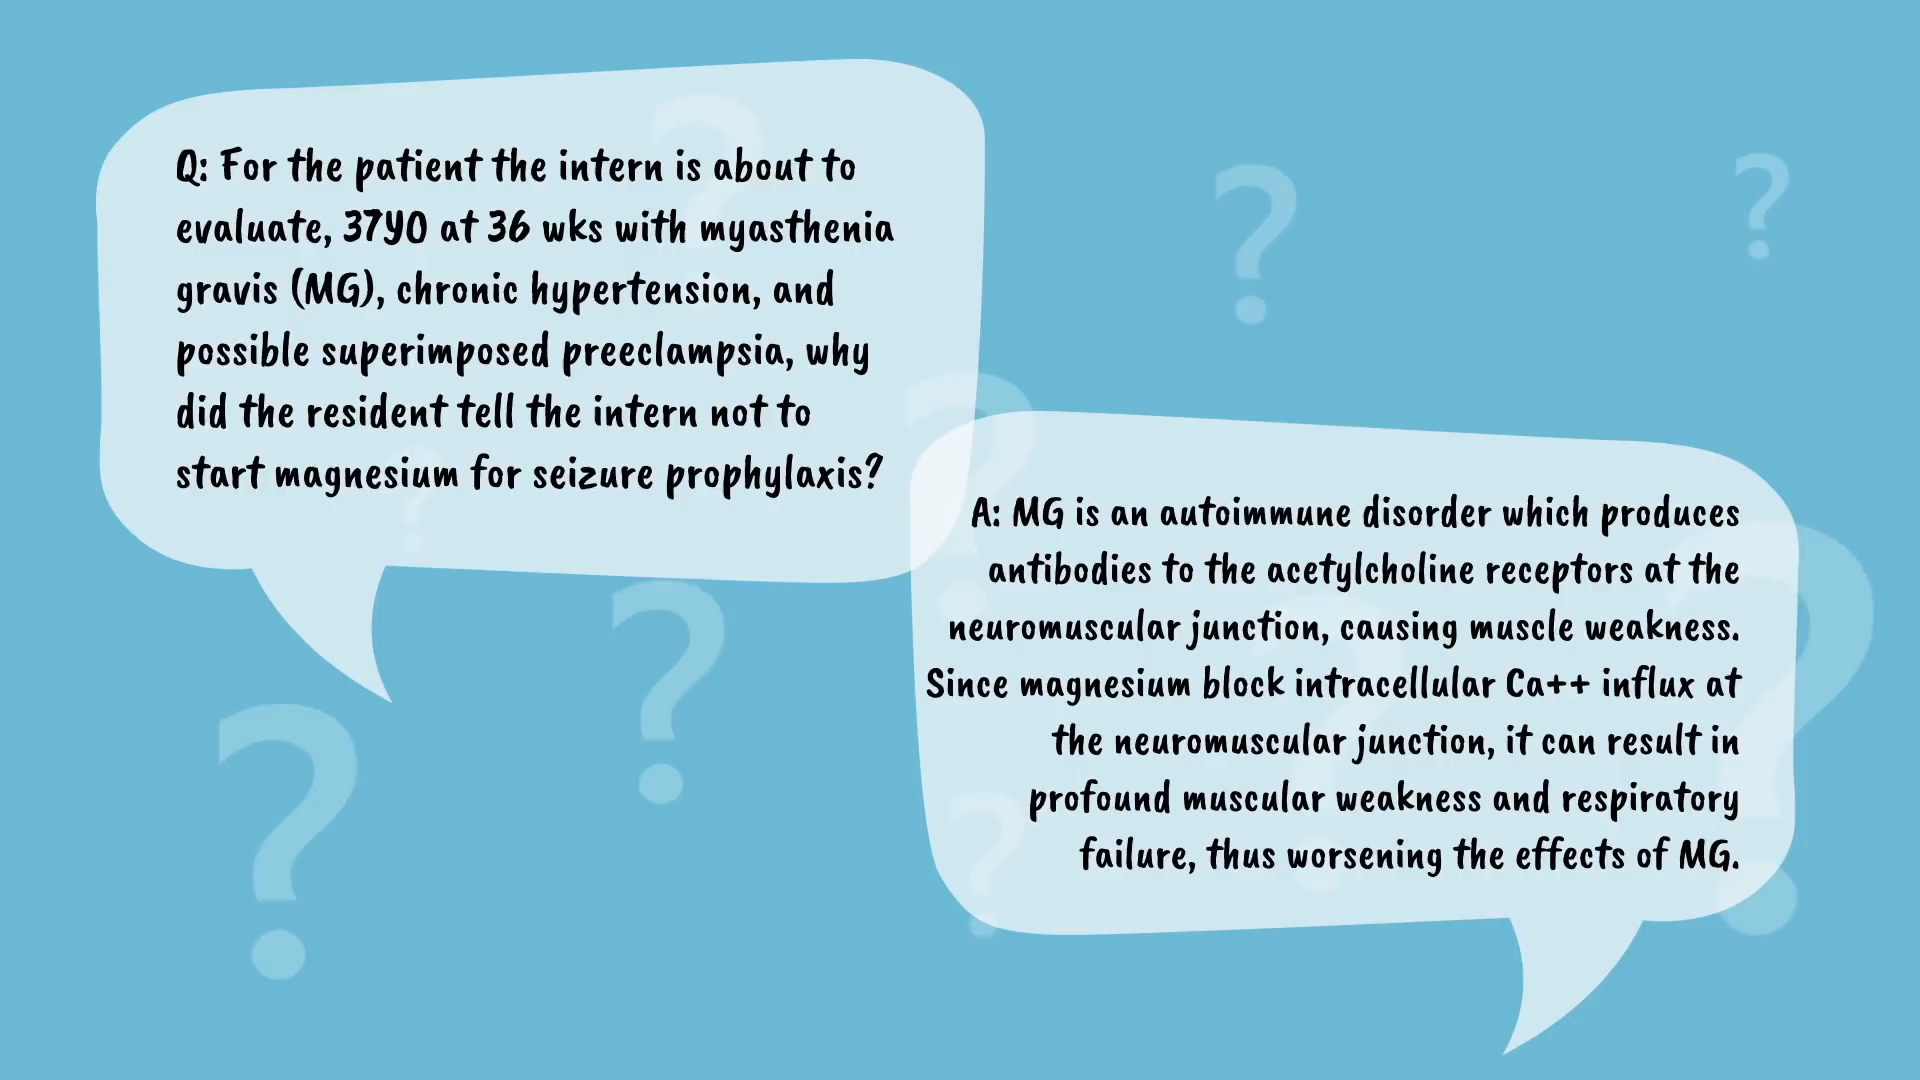 Q: For the patient the intern is about to
evaluate, 37YO at 36 wks with myasthenia
gravis (MG), chronic hypertension, and
possible superimposed preeclampsia, why
did the resident tell the intern not to
start magnesium for seizure prophylaxis?
A: MG is an autoimmune disorder which produces
antibodies to the acetylcholine receptors at the
neuromuscular junction, causing muscle weakness.
Since magnesium block intracellular Ca++ influx at
the neuromuscular junction, it can result in
profound muscular weakness and respiratory
failure, thus worsening the effects of MG.